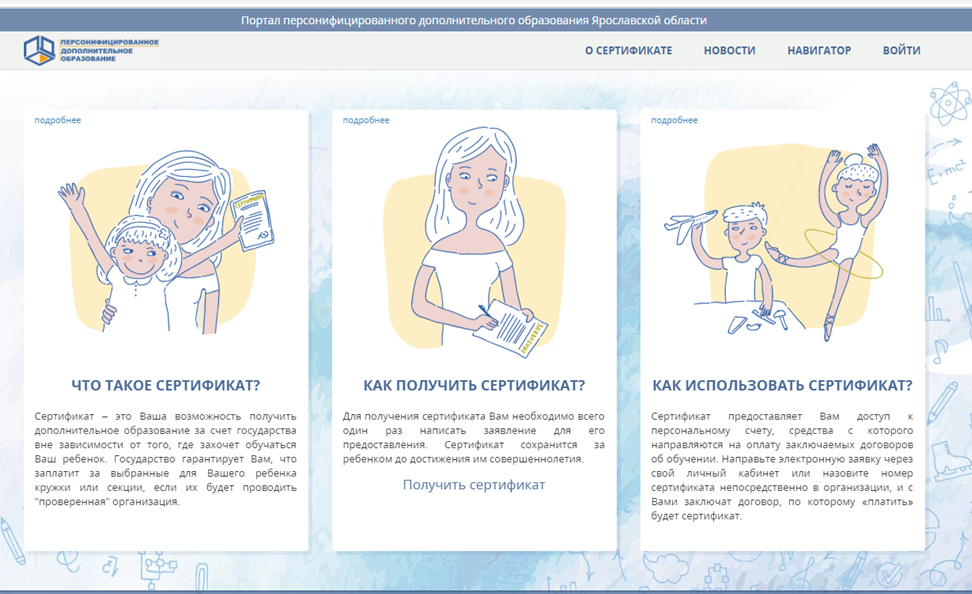 Портал персонифицированного дополнительного образования Ярославской области
ПЕРСОНИФИЦИРОВАННОЕ
ДОПОЛНИТЕЛЬНОЕ
ОБРАЗОВАНИЕ
О СЕРТИФИКАТЕ НОВОСТИ НАВИГАТОР ВОЙТИ
подробнее
ЧТО ТАКОЕ СЕРТИФИКАТ?
Сертификат – это Ваша возможность получить
дополнительное образование за счет государства
вне зависимости от того, где захочет обучаться
Ваш ребенок. Государство гарантирует Вам, что
заплатит за выбранные для Вашего ребенка
кружки или секции, если их будет проводить
"проверенная" организация.
подробнее
КАК ПОЛУЧИТЬ СЕРТИФИКАТ?
Для получения сертификата Вам необходимо всего
один раз написать заявление для его
предоставления. Сертификат сохранится за
ребенком до достижения им совершеннолетия.
Получить сертификат
подробнее
КАК ИСПОЛЬЗОВАТЬ СЕРТИФИКАТ?
Сертификат предоставляет Вам доступ к
персональному счету, средства с которого
направляются на оплату заключаемых договоров
об обучении. Направьте электронную заявку через
свой личный кабинет или назовите номер
сертификата непосредственно в организации, и с
Вами заключат договор, по которому «платить»
будет сертификат.
E=mc²